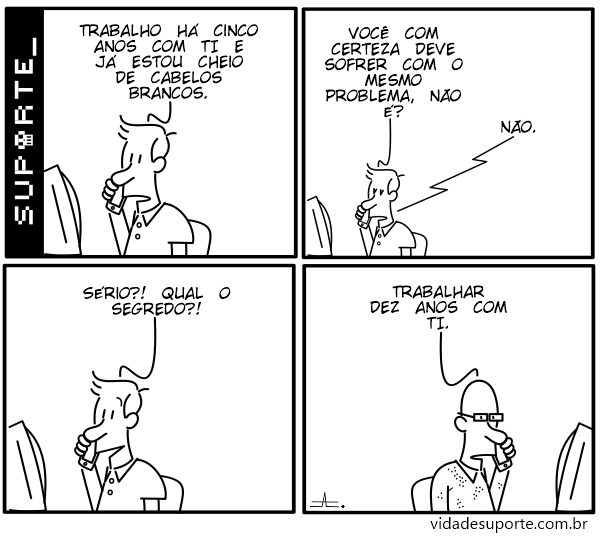 SUPORTE_
TRABALHO HÁ CINCO
ANOS COM TI E
JÁ ESTOU CHEIO
DE CABELOS
BRANCOS.
VOCÊ COM
CERTEZA DEVE
SOFRER COM O
MESMO
PROBLEMA, NÃO
É?
NÃO.
SÉRIO?! QUAL O
SEGREDO?!
TRABALHAR
DEZ ANOS COM
TI.
vidadesuporte.com.br